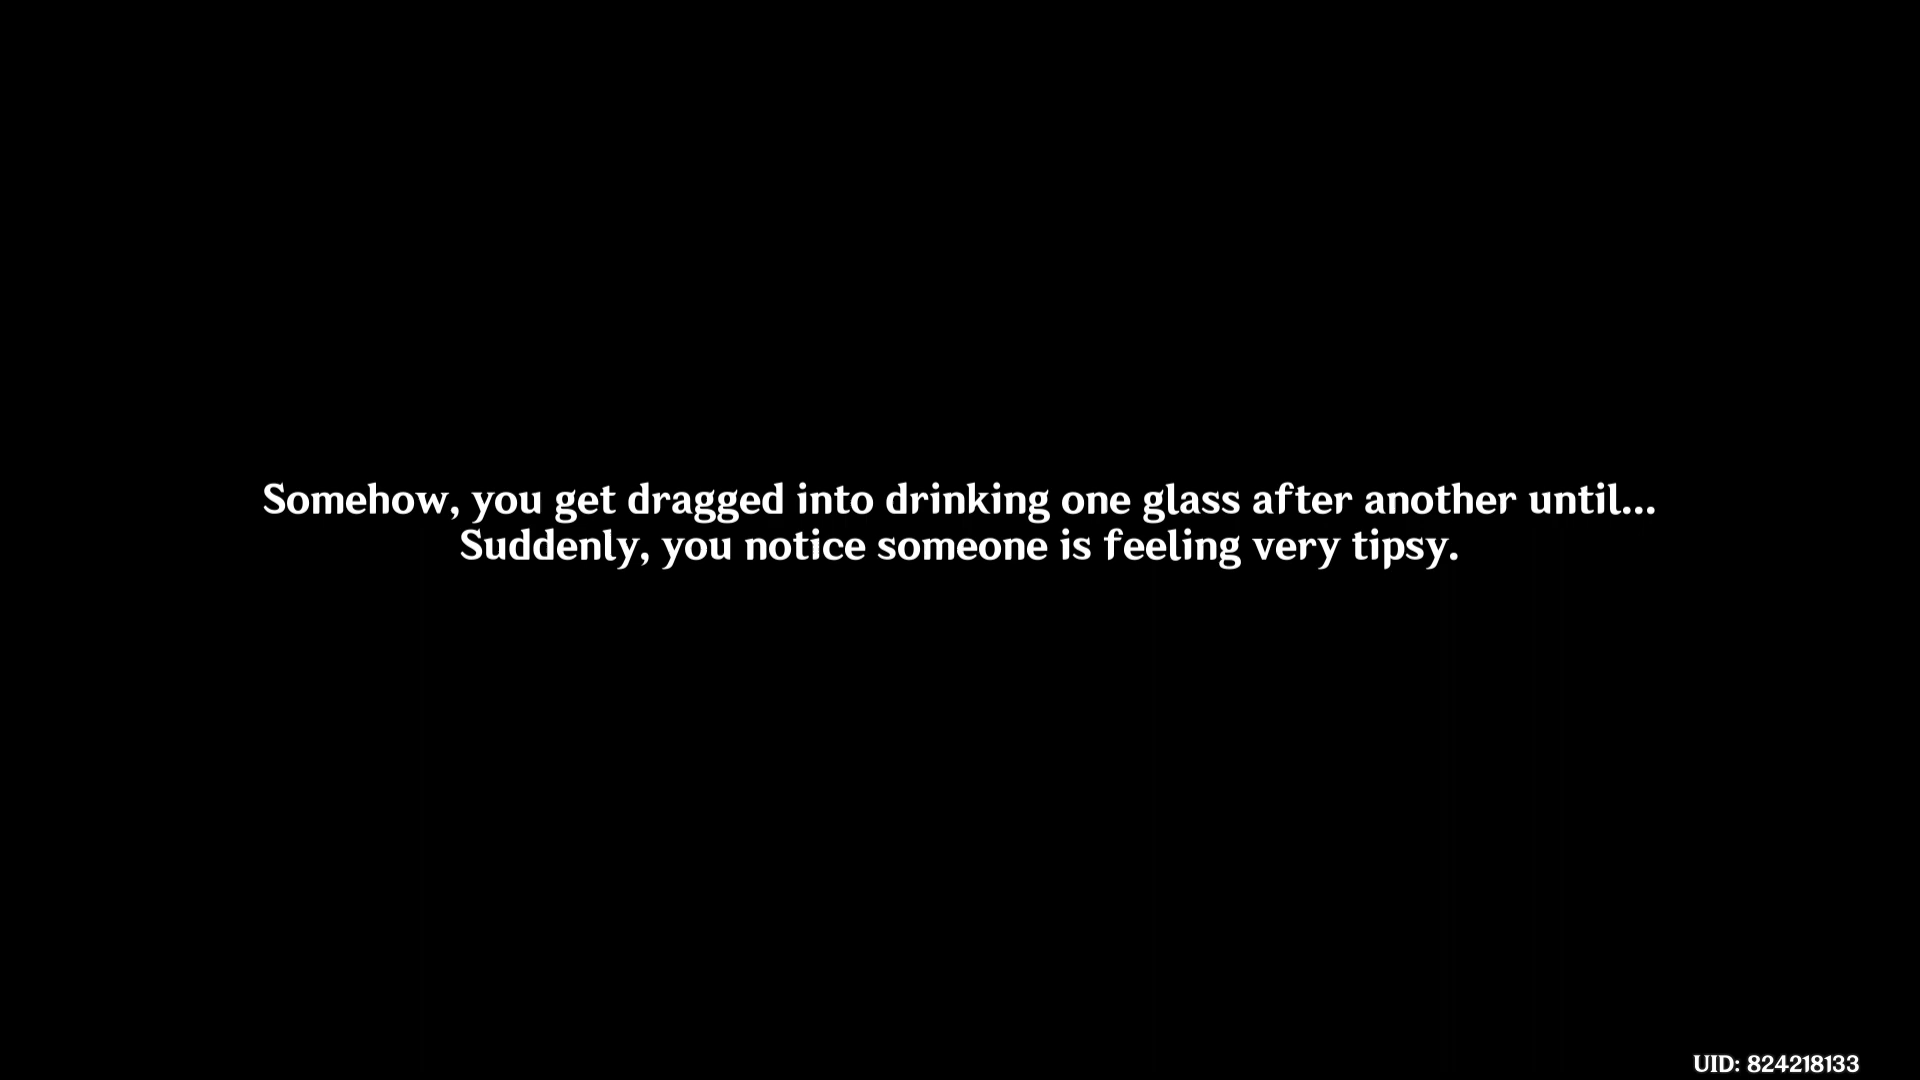 Somehow, you get dragged into drinking one glass after another until...
Suddenly, you notice someone is feeling very tipsy.
UID: 824218133